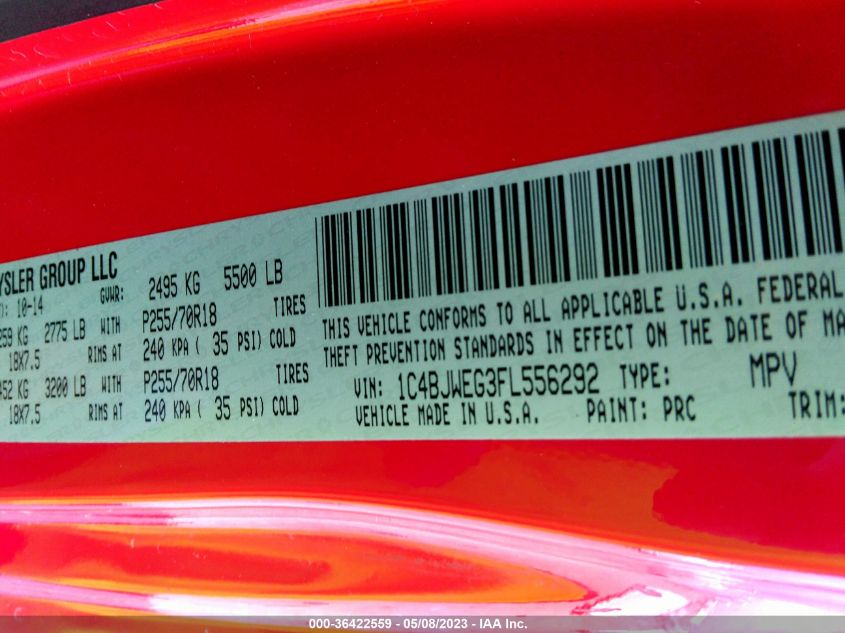 YSLER GROUP LLC
10-14 GVWR: 2495 KG 5500 LB
259 KG 2775 LB WITH P255/70R18 TIRES
18X7.5 RIMS AT 240 KPA ( 35 PSI) COLD
452 KG 3200 LB WITH P255/70R18 TIRES
18X7.5 RIMS AT 240 KPA ( 35 PSI) COLD
THIS VEHICLE CONFORMS TO ALL APPLICABLE U.S.A. FEDERAL
THEFT PREVENTION STANDARDS IN EFFECT ON THE DATE OF MA
VIN: 1C4BJWEG3FL556292 TYPE: MPV
VEHICLE MADE IN U.S.A. PAINT: PRC TRIM:
000-36422559 - 05/08/2023 - IAA Inc.